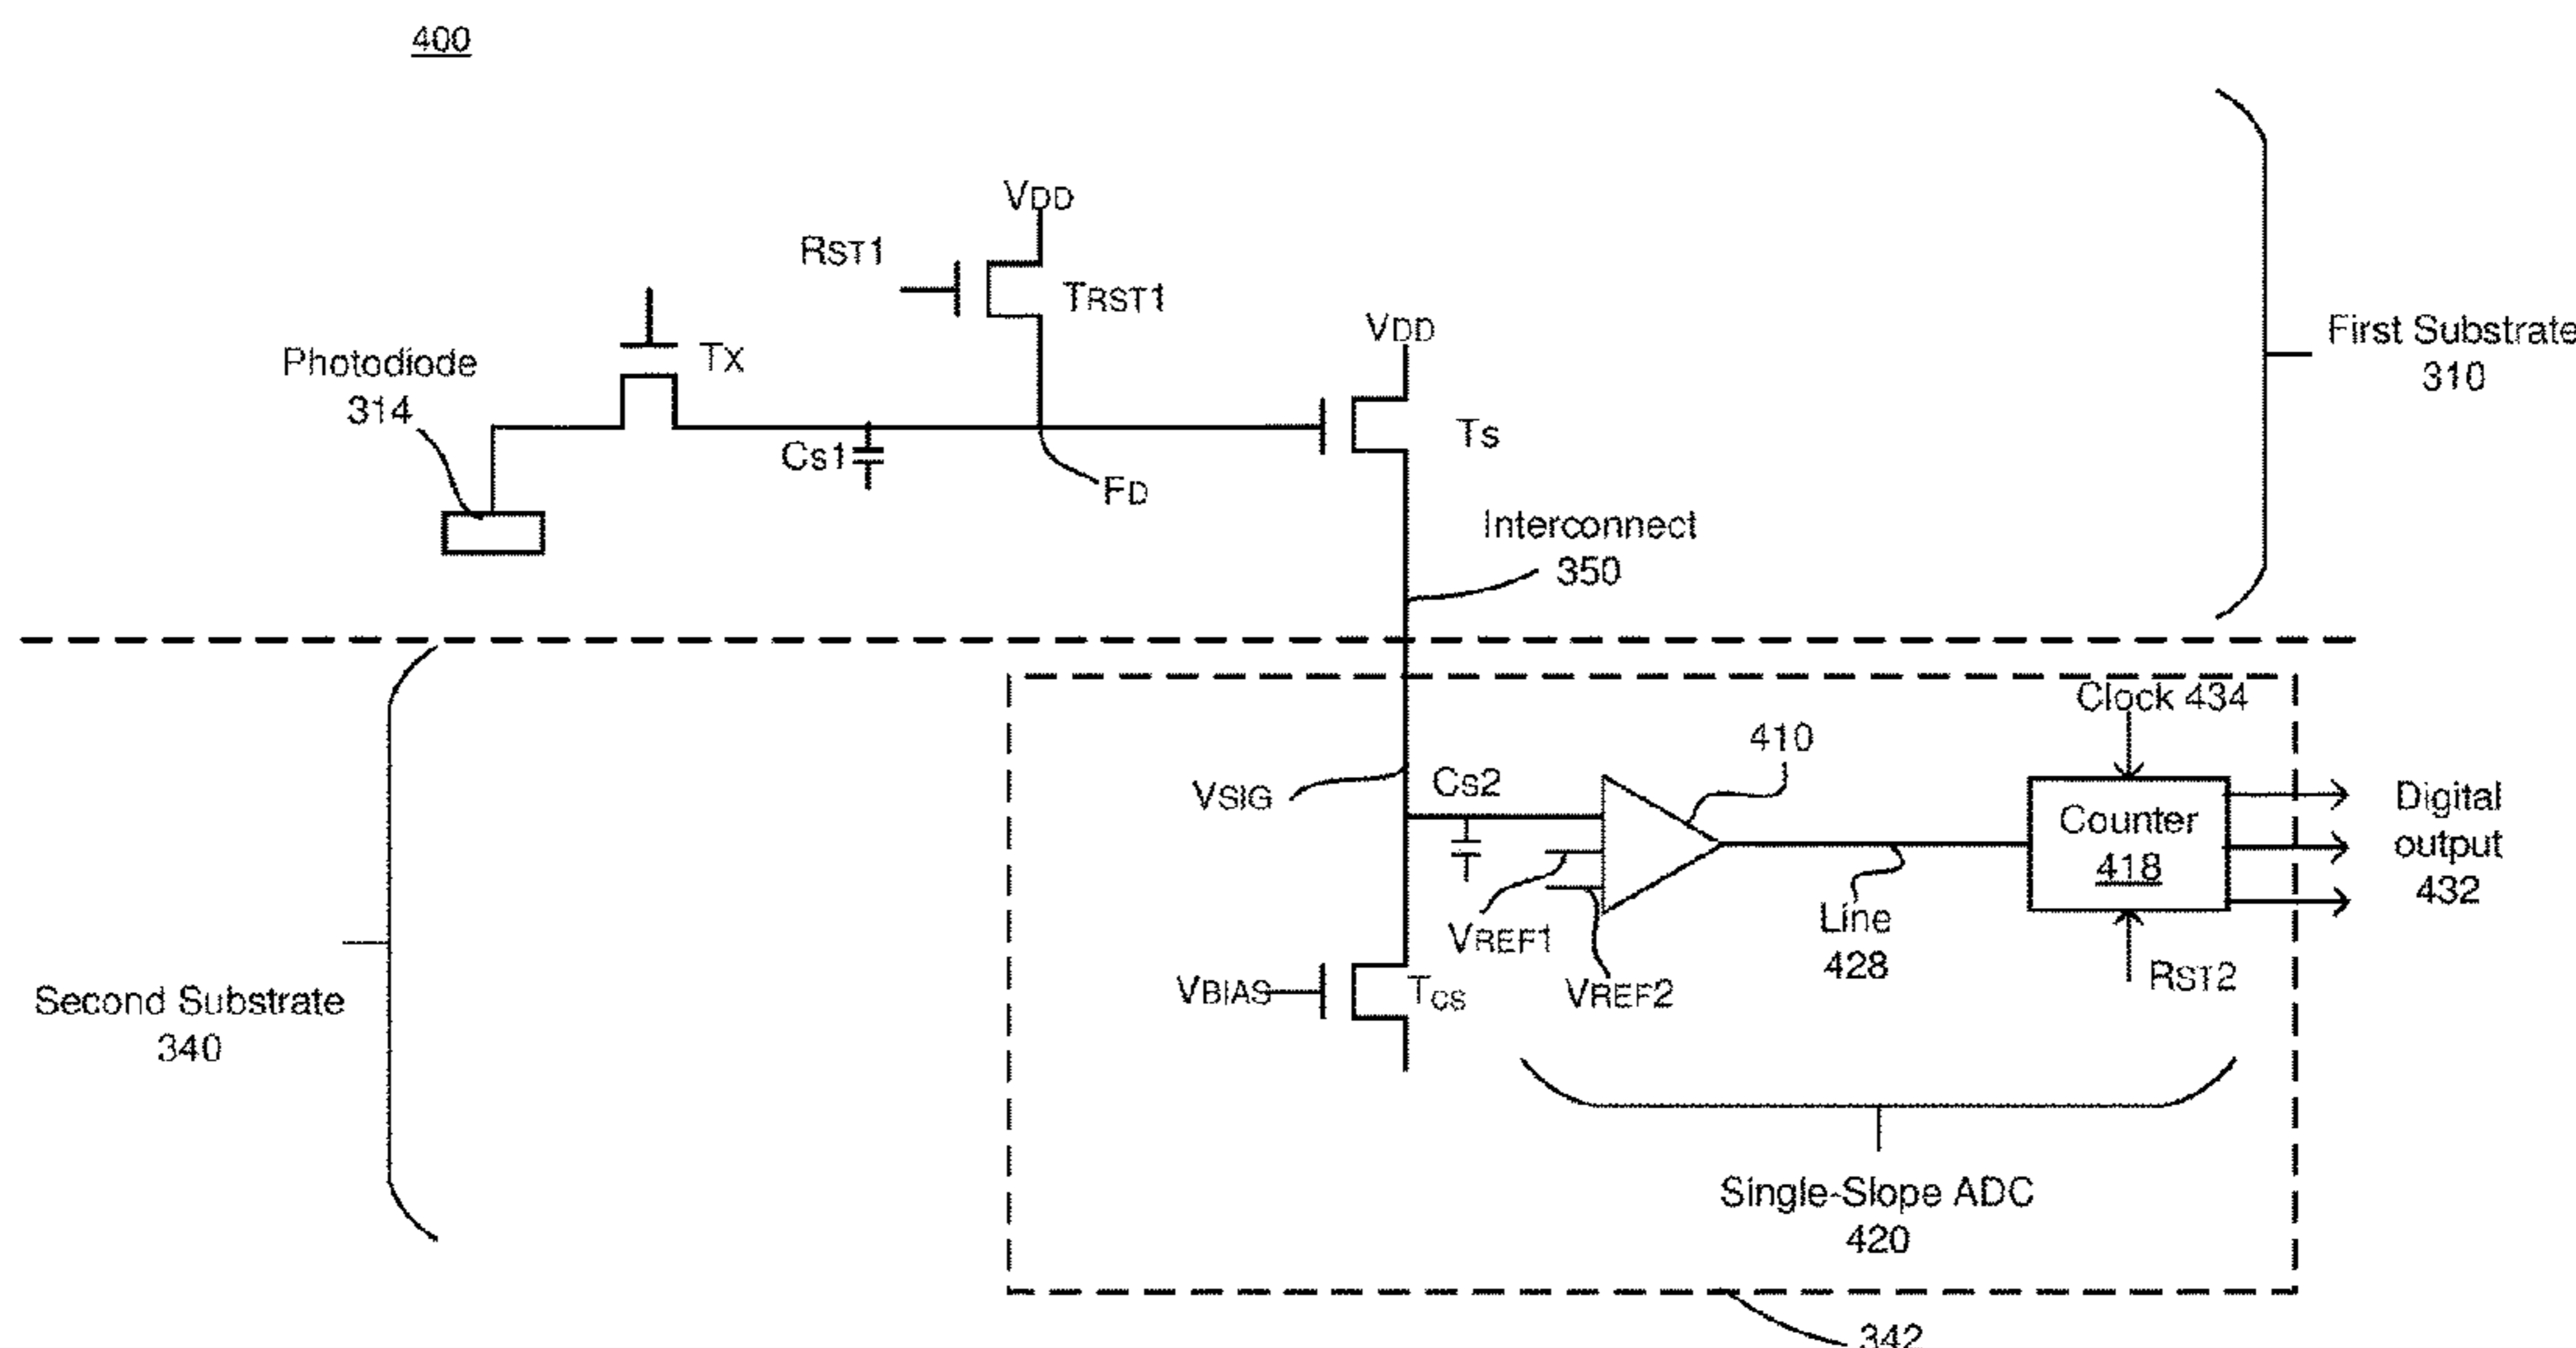 400
VDD
RST1
TRST1
VDD
Photodiode
314
TX
First Substrate
310
CS1
TS
FD
Interconnect
350
Clock 434
410
VSIG
CS2
Counter
418
Digital
output
432
VREF1
Line
428
VBIAS
TCS
VREF2
RST2
Second Substrate
340
Single-Slope ADC
420
342